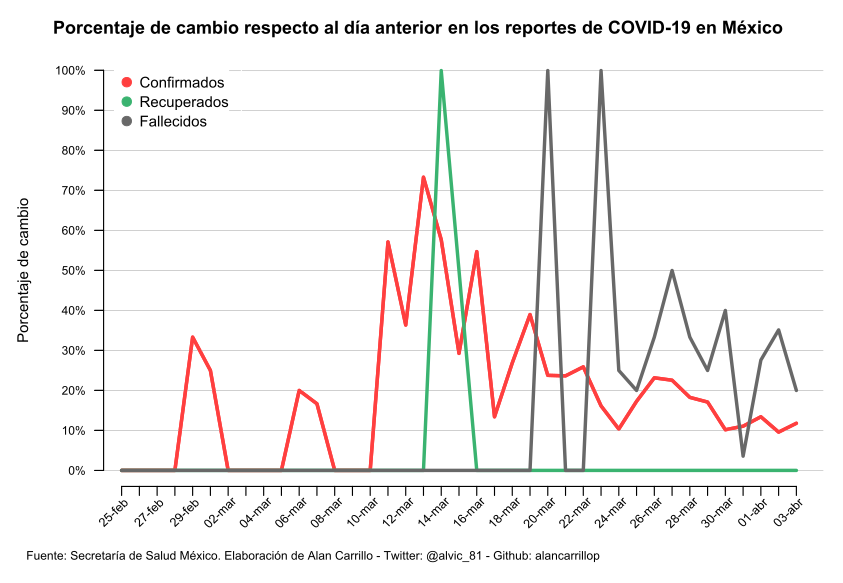 Porcentaje de cambio respecto al día anterior en los reportes de COVID-19 en México
Porcentaje de cambio
100%
90%
80%
70%
60%
50%
40%
30%
20%
10%
0%
Confirmados
Recuperados
Fallecidos
25-feb
27-feb
29-feb
02-mar
04-mar
06-mar
08-mar
10-mar
12-mar
14-mar
16-mar
18-mar
20-mar
22-mar
24-mar
26-mar
28-mar
30-mar
01-abr
03-abr
Fuente: Secretaría de Salud México. Elaboración de Alan Carrillo - Twitter: @alvic_81 - Github: alancarrillop